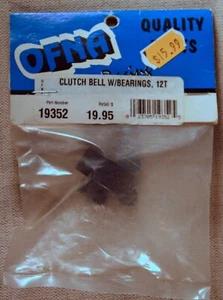 OFNA
QUALITY
$15.99
CLUTCH BELL W/BEARINGS, 12T
Part Number
Retail $
19352
19.95